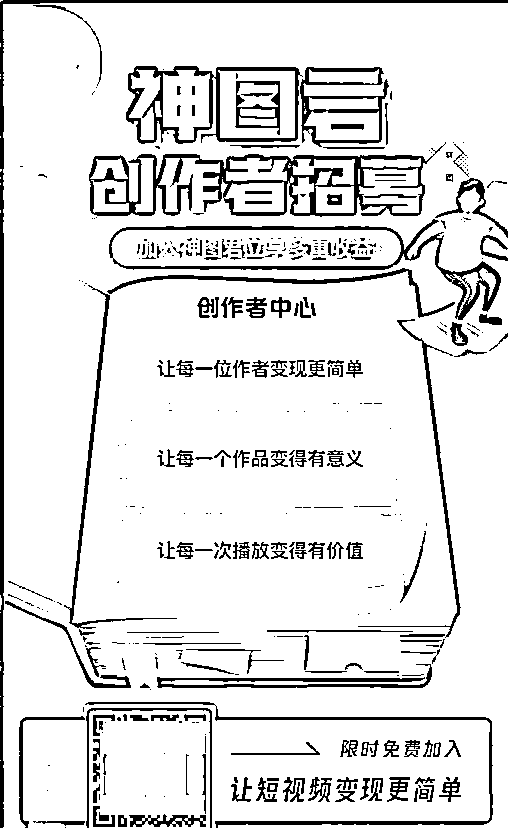 神图君
创作者招募
加入神图君立享多重收益
创作者中心
让每一位作者变现更简单
让每一个作品变得有意义
让每一次播放变得有价值
限时免费加入
让短视频变现更简单